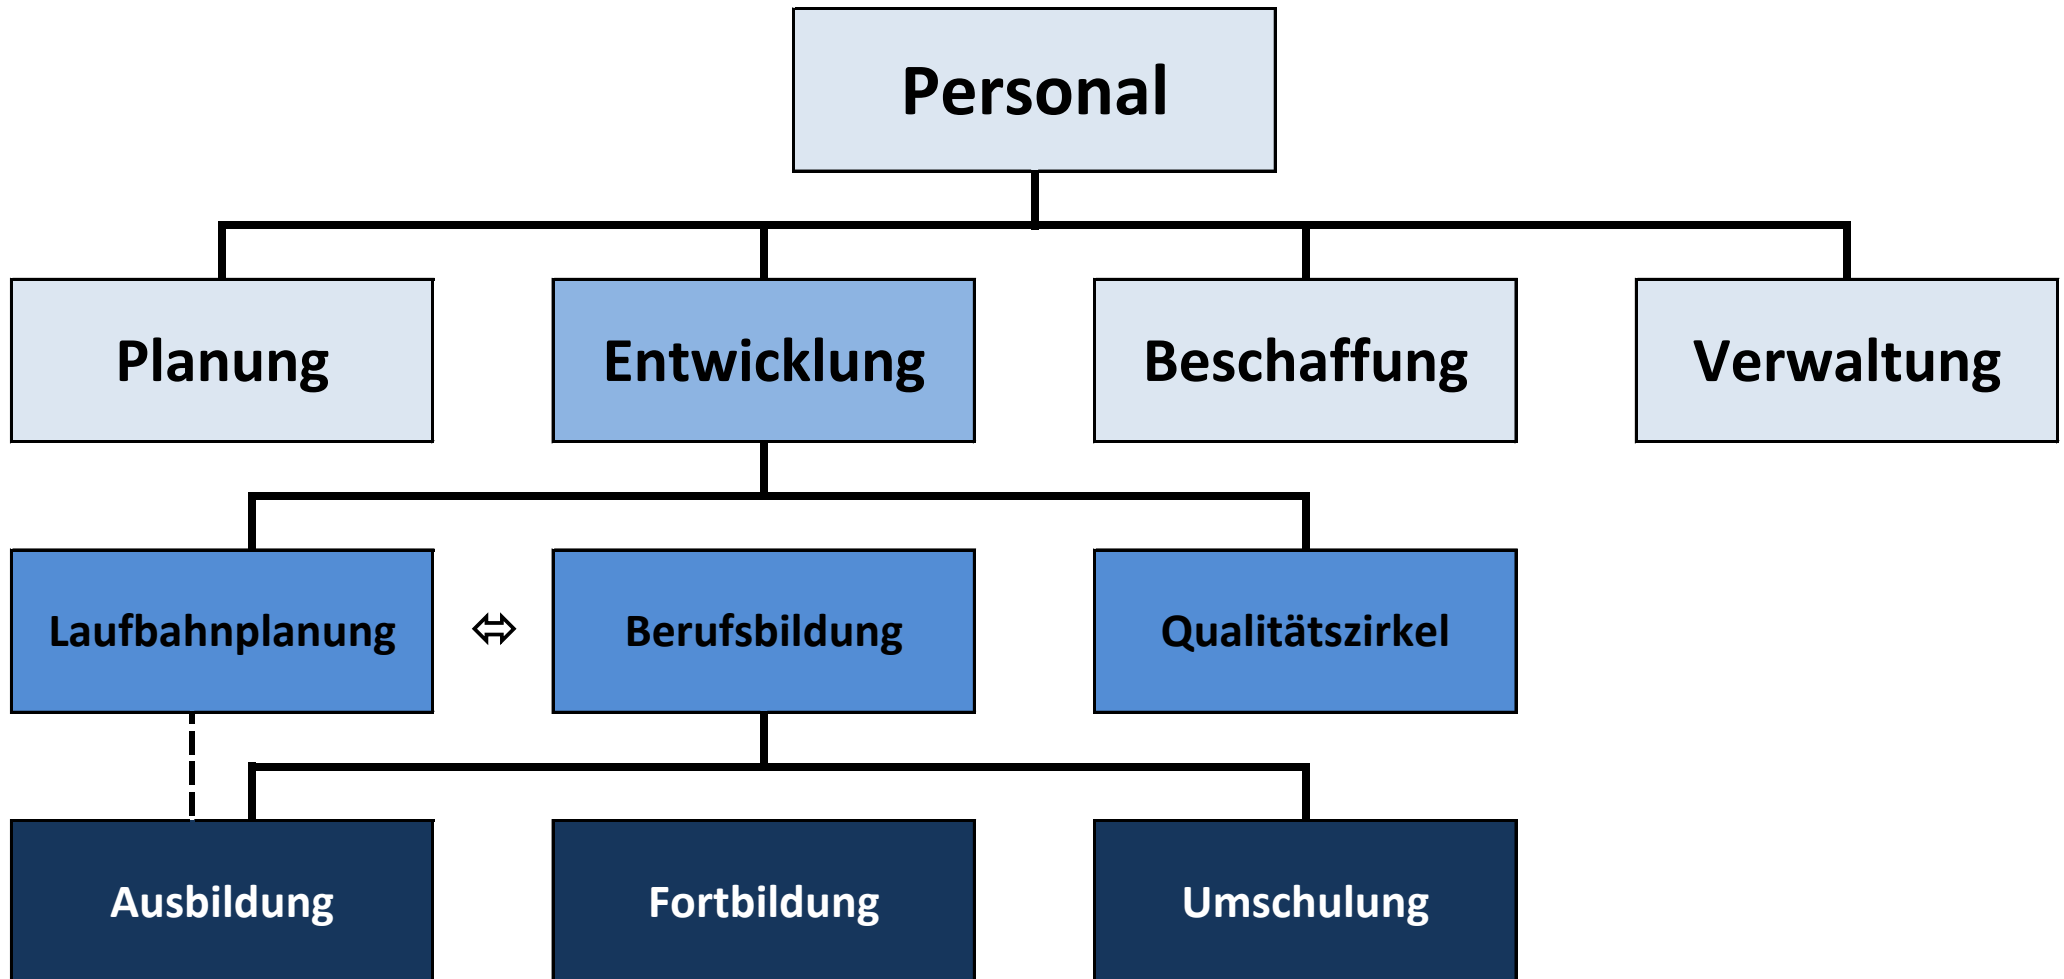 Personal
Planung
Entwicklung
Beschaffung
Verwaltung
Laufbahnplanung
Berufsbildung
Qualitätszirkel
Ausbildung
Fortbildung
Umschulung